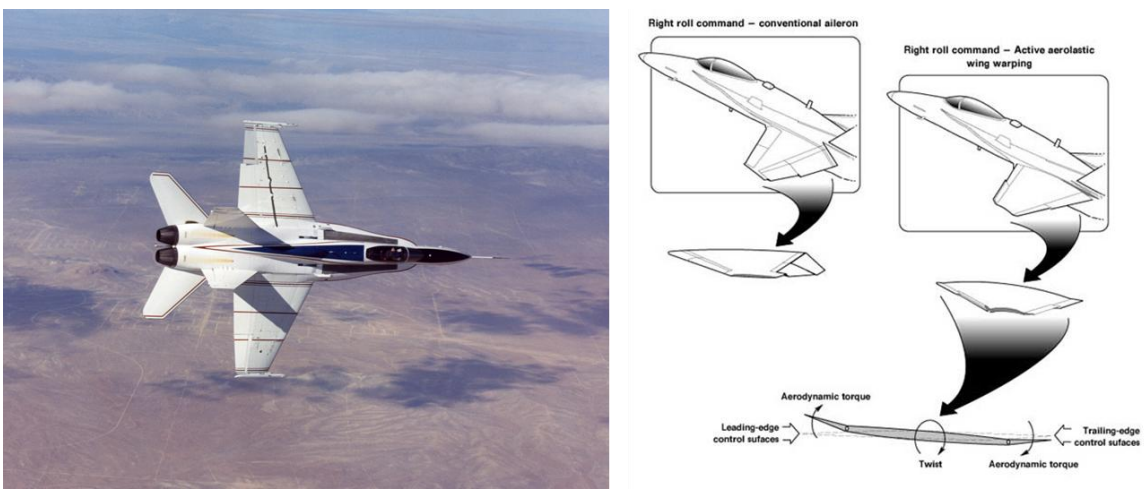 Right roll command – conventional aileron
Right roll command – Active aerolastic
wing warping
Aerodynamic torque
Leading-edge
control sufaces
Trailing-edge
control sufaces
Twist
Aerodynamic torque